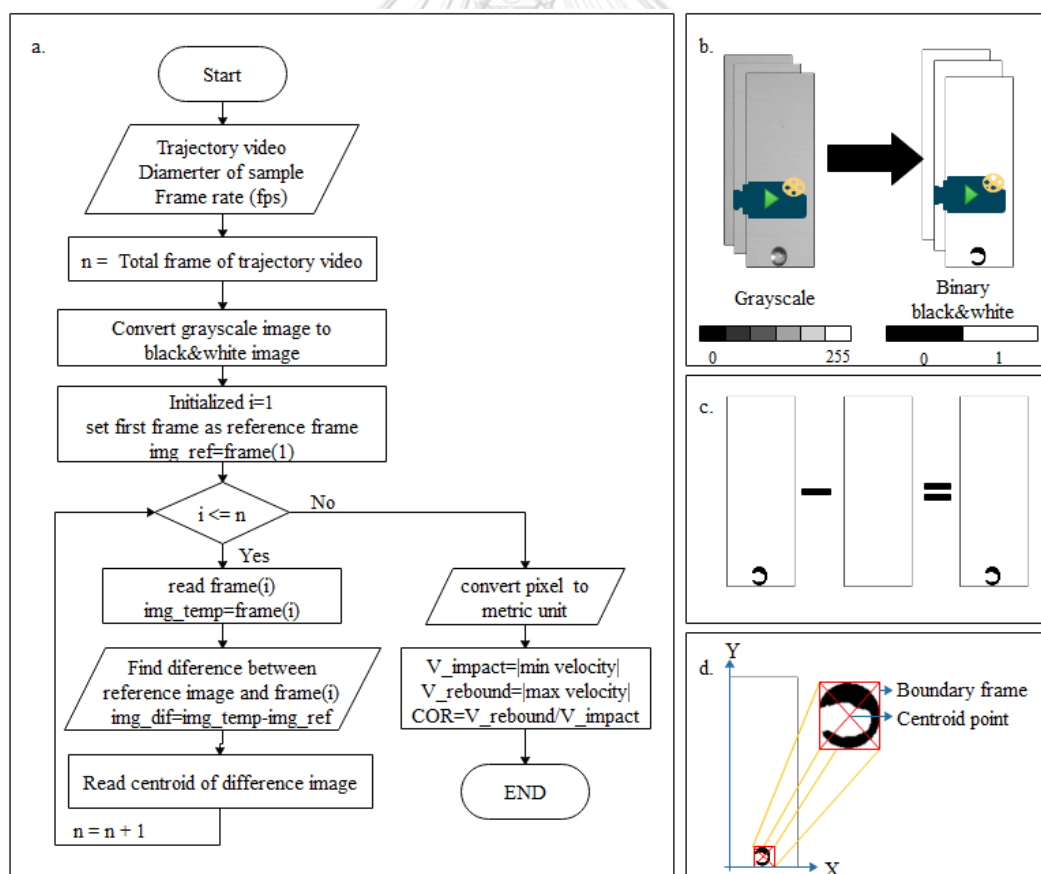 a.
Start
Trajectory video
Diamerter of sample
Frame rate (fps)
n = Total frame of trajectory video
Convert grayscale image to
black&white image
Initialized i=1
set first frame as reference frame
img_ref=frame(1)
i <= n
No
Yes
read frame(i)
img_temp=frame(i)
Find diference between
reference image and frame(i)
img_dif=img_temp-img_ref
Read centroid of difference image
n = n + 1
convert pixel to
metric unit
V_impact=|min velocity|
V_rebound=|max velocity|
COR=V_rebound/V_impact
END
b.
Grayscale
0 255
Binary
black&white
0 1
c.
d.
Y
Boundary frame
Centroid point
X